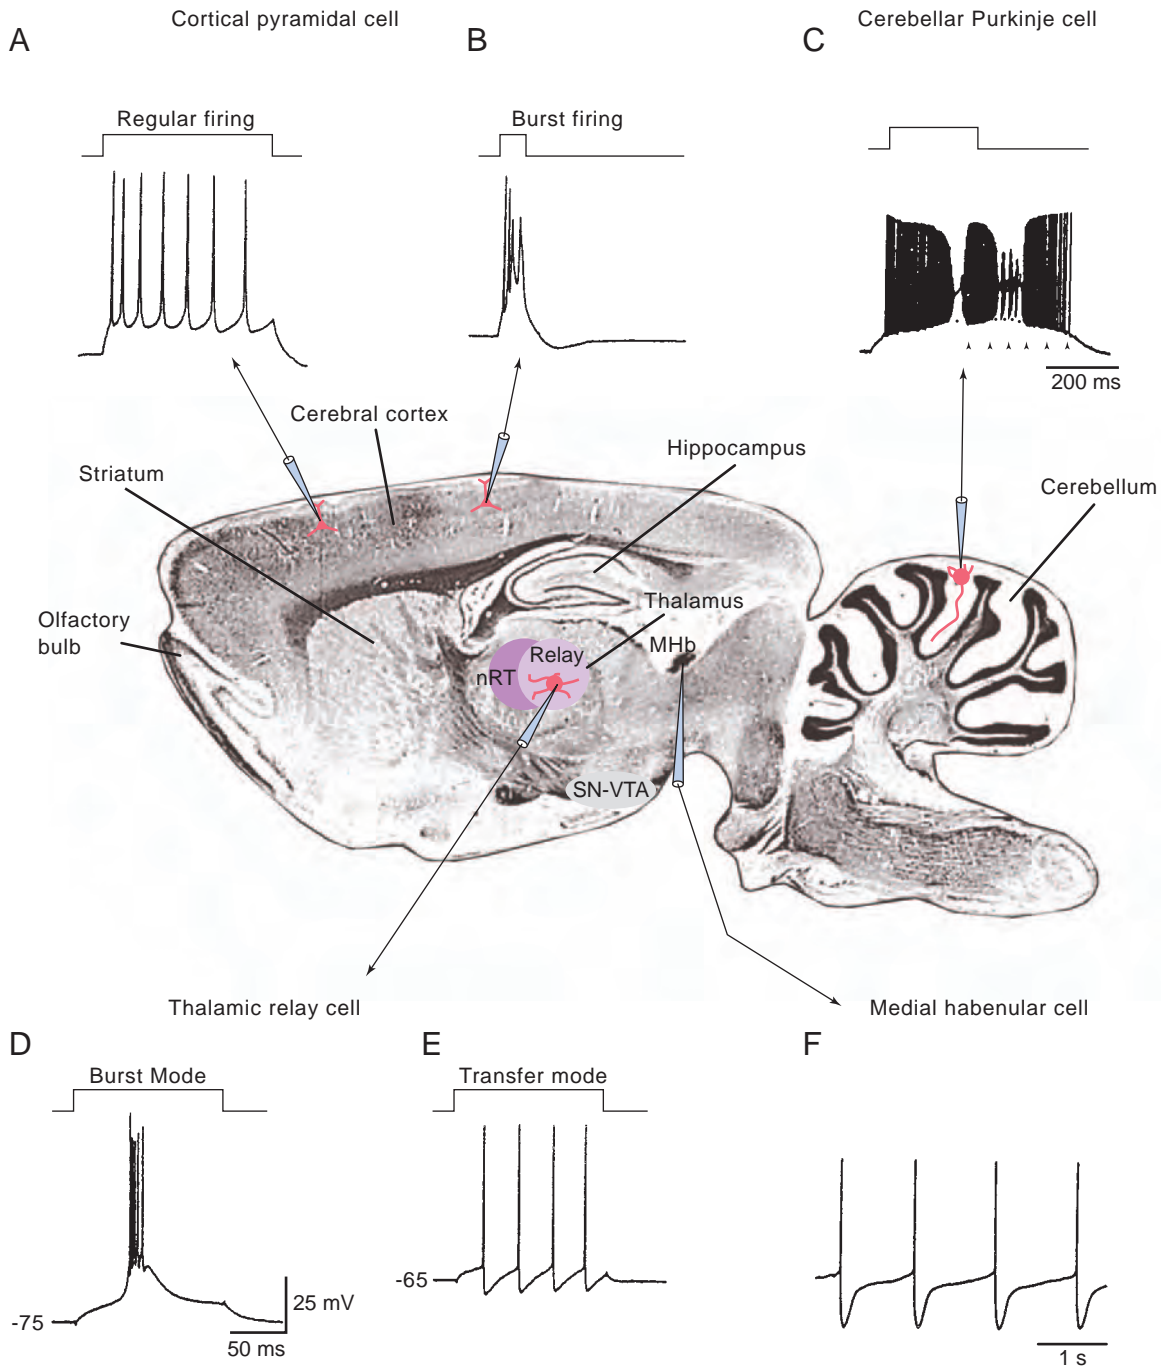 Cortical pyramidal cell
Cerebellar Purkinje cell
A
B
C
Regular firing
Burst firing
200 ms
Cerebral cortex
Striatum
Hippocampus
Cerebellum
Olfactory
bulb
Thalamus
MHb
Relay
nRT
SN-VTA
Thalamic relay cell
Medial habenular cell
D
E
F
Burst Mode
Transfer mode
-75
25 mV
50 ms
-65
1 s